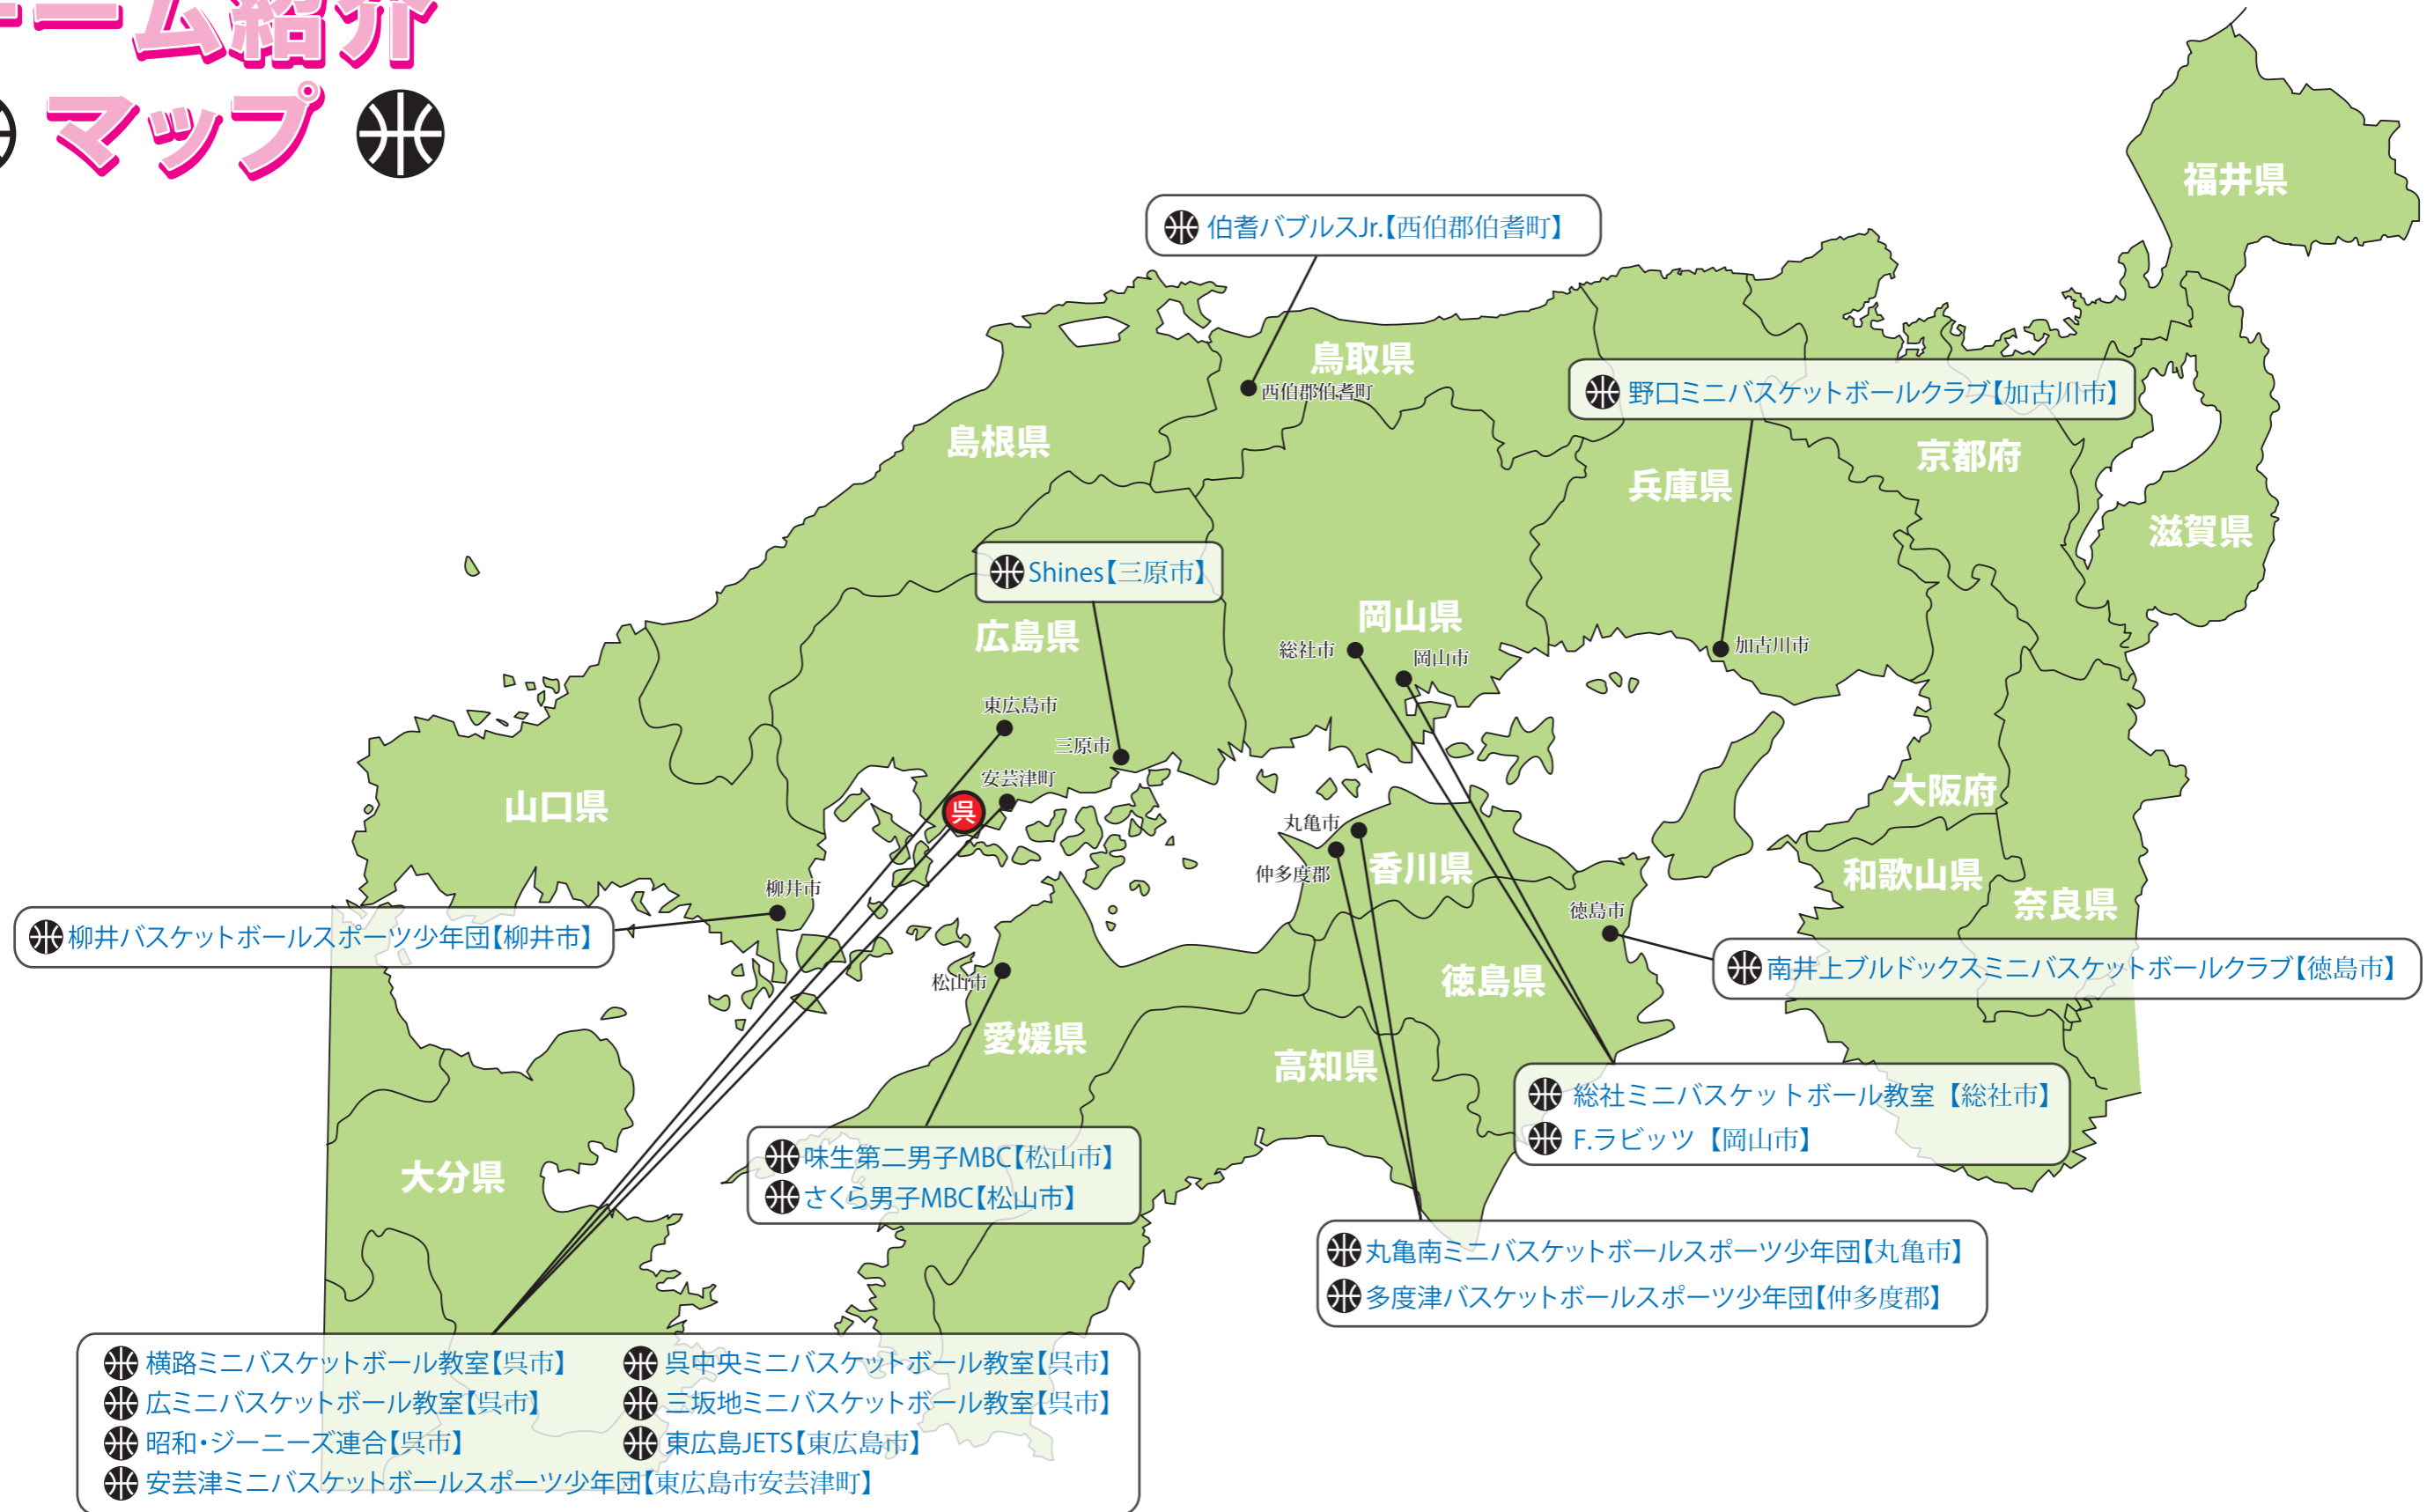 ーム紹介
マップ
福井県
伯耆バブルスJr.【西伯郡伯耆町】
鳥取県
西伯郡伯耆町
野口ミニバスケットボールクラブ【加古川市】
島根県
京都府
兵庫県
滋賀県
Shines【三原市】
広島県
岡山県
総社市
岡山市
加古川市
東広島市
三原市
安芸津町
呉
山口県
大阪府
丸亀市
仲多度郡
香川県
和歌山県
奈良県
柳井市
徳島市
柳井バスケットボールスポーツ少年団【柳井市】
南井上ブルドックスミニバスケットボールクラブ【徳島市】
松山市
徳島県
愛媛県
高知県
総社ミニバスケットボール教室【総社市】
F.ラビッツ【岡山市】
大分県
味生第二男子MBC【松山市】
さくら男子MBC【松山市】
丸亀南ミニバスケットボールスポーツ少年団【丸亀市】
多度津バスケットボールスポーツ少年団【仲多度郡】
横路ミニバスケットボール教室【呉市】
呉中央ミニバスケットボール教室【呉市】
広ミニバスケットボール教室【呉市】
三坂地ミニバスケットボール教室【呉市】
昭和・ジーニーズ連合【呉市】
東広島JETS【東広島市】
安芸津ミニバスケットボールスポーツ少年団【東広島市安芸津町】